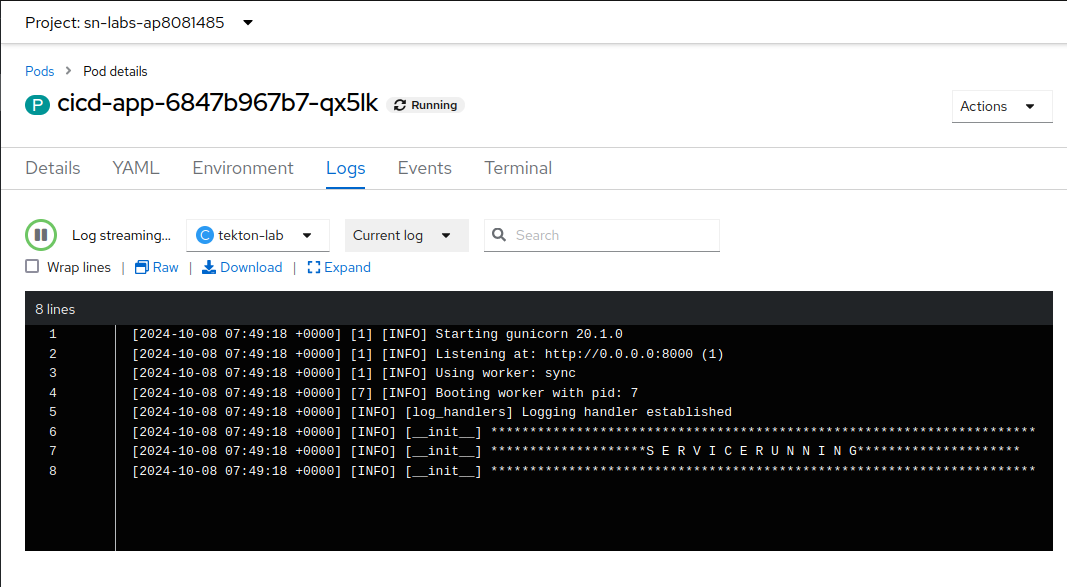 Project: sn-labs-ap8081485
Pods > Pod details
P cicd-app-6847b967b7-qx5lk Running
Actions
Details YAML Environment Logs Events Terminal
Log streaming... C tekton-lab Current log Search
Wrap lines | Raw | Download | Expand
8 lines
1 [2024-10-08 07:49:18 +0000] [1] [INFO] Starting gunicorn 20.1.0
2 [2024-10-08 07:49:18 +0000] [1] [INFO] Listening at: http://0.0.0.0:8000 (1)
3 [2024-10-08 07:49:18 +0000] [1] [INFO] Using worker: sync
4 [2024-10-08 07:49:18 +0000] [7] [INFO] Booting worker with pid: 7
5 [2024-10-08 07:49:18 +0000] [INFO] [log_handlers] Logging handler established
6 [2024-10-08 07:49:18 +0000] [INFO] [__init__] **********************************************************************
7 [2024-10-08 07:49:18 +0000] [INFO] [__init__] ********************S E R V I C E R U N N I N G*********************
8 [2024-10-08 07:49:18 +0000] [INFO] [__init__] **********************************************************************